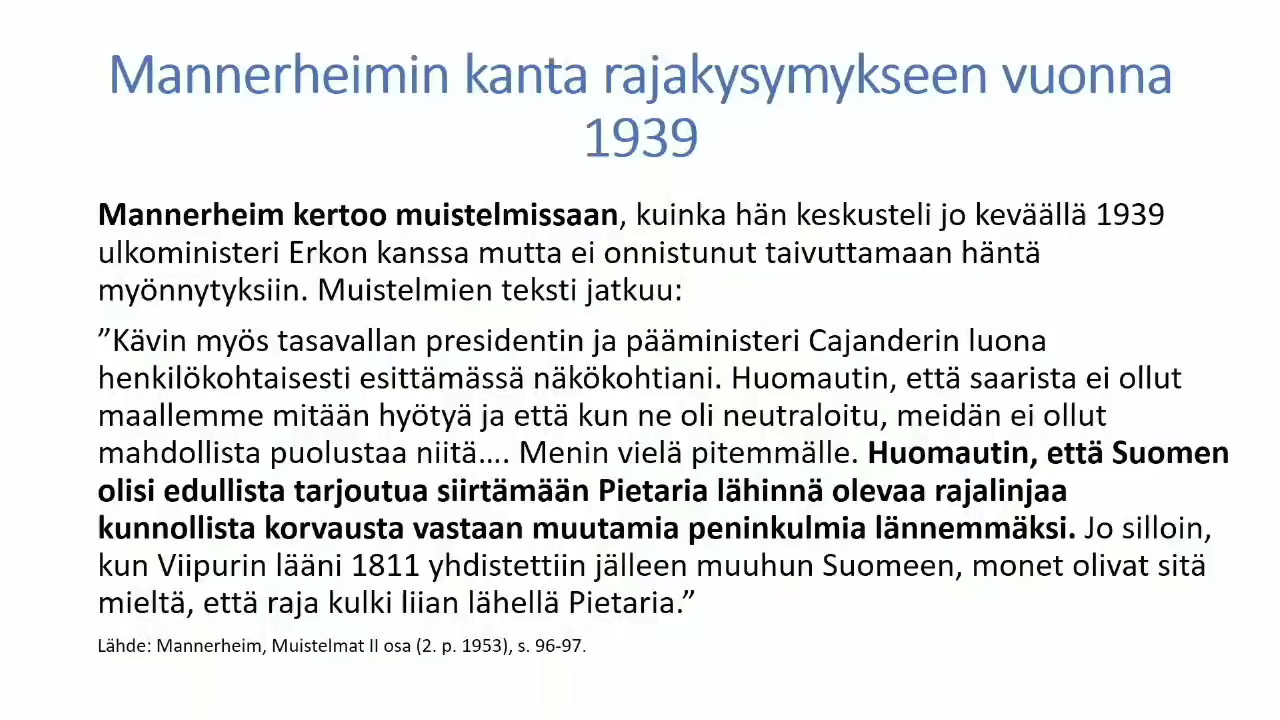 Mannerheimin kanta rajakysymykseen vuonna
1939
Mannerheim kertoo muistelmissaan, kuinka hän keskusteli jo keväällä 1939
ulkoministeri Erkon kanssa mutta ei onnistunut taivuttamaan häntä
myönnytyksiin. Muistelmien teksti jatkuu:
”Kävin myös tasavallan presidentin ja pääministeri Cajanderin luona
henkilökohtaisesti esittämässä näkökohtiani. Huomautin, että saarista ei ollut
maallemme mitään hyötyä ja että kun ne oli neutraloitu, meidän ei ollut
mahdollista puolustaa niitä…. Menin vielä pitemmälle. Huomautin, että Suomen
olisi edullista tarjoutua siirtämään Pietaria lähinnä olevaa rajalinjaa
kunnollista korvausta vastaan muutamia peninkulmia lännemmäksi. Jo silloin,
kun Viipurin lääni 1811 yhdistettiin jälleen muuhun Suomeen, monet olivat sitä
mieltä, että raja kulki liian lähellä Pietaria.”
Lähde: Mannerheim, Muistelmat II osa (2. p. 1953), s. 96-97.